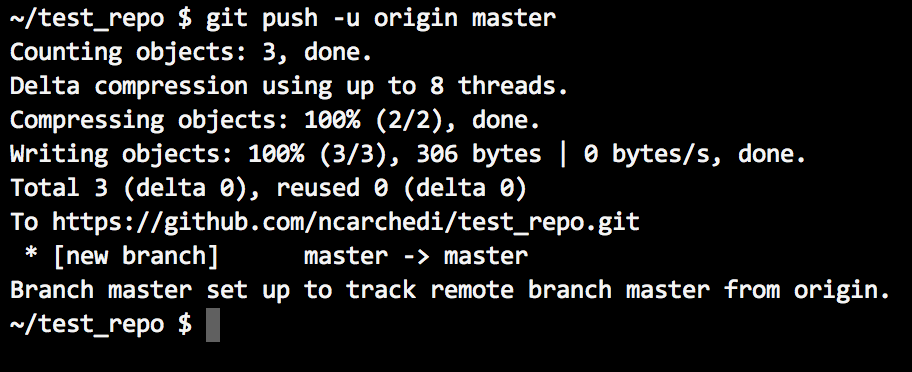 ~/test_repo $ git push -u origin master
Counting objects: 3, done.
Delta compression using up to 8 threads.
Compressing objects: 100% (2/2), done.
Writing objects: 100% (3/3), 306 bytes | 0 bytes/s, done.
Total 3 (delta 0), reused 0 (delta 0)
To https://github.com/ncarchedi/test_repo.git
 * [new branch]      master -> master
Branch master set up to track remote branch master from origin.
~/test_repo $